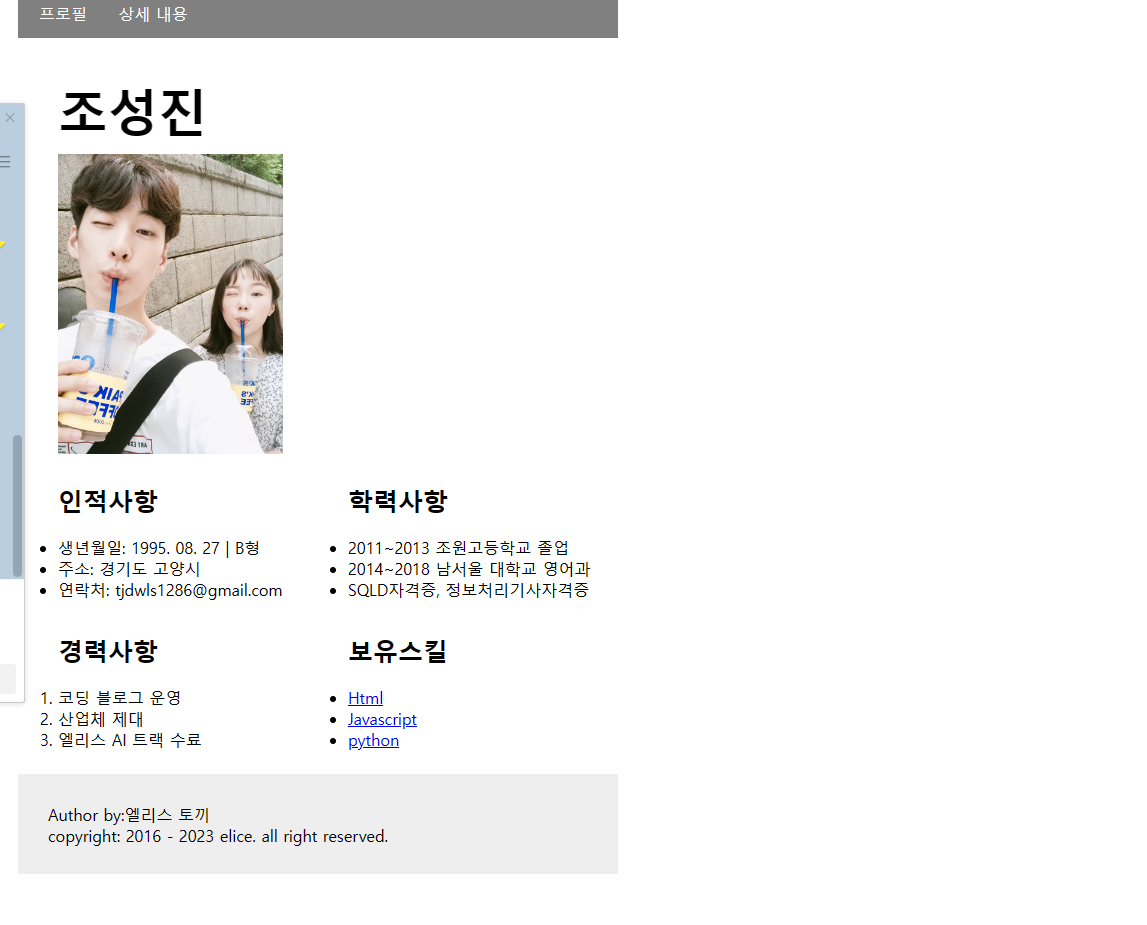 프로필 상세 내용
조성진
인적사항
생년월일: 1995. 08. 27 | B형
주소: 경기도 고양시
연락처: tjdwls1286@gmail.com
학력사항
2011~2013 조원고등학교 졸업
2014~2018 남서울 대학교 영어과
SQLD자격증, 정보처리기사자격증
경력사항
1. 코딩 블로그 운영
2. 산업체 제대
3. 엘리스 AI 트랙 수료
보유스킬
Html
Javascript
python
Author by:엘리스 토끼
copyright: 2016 - 2023 elice. all right reserved.